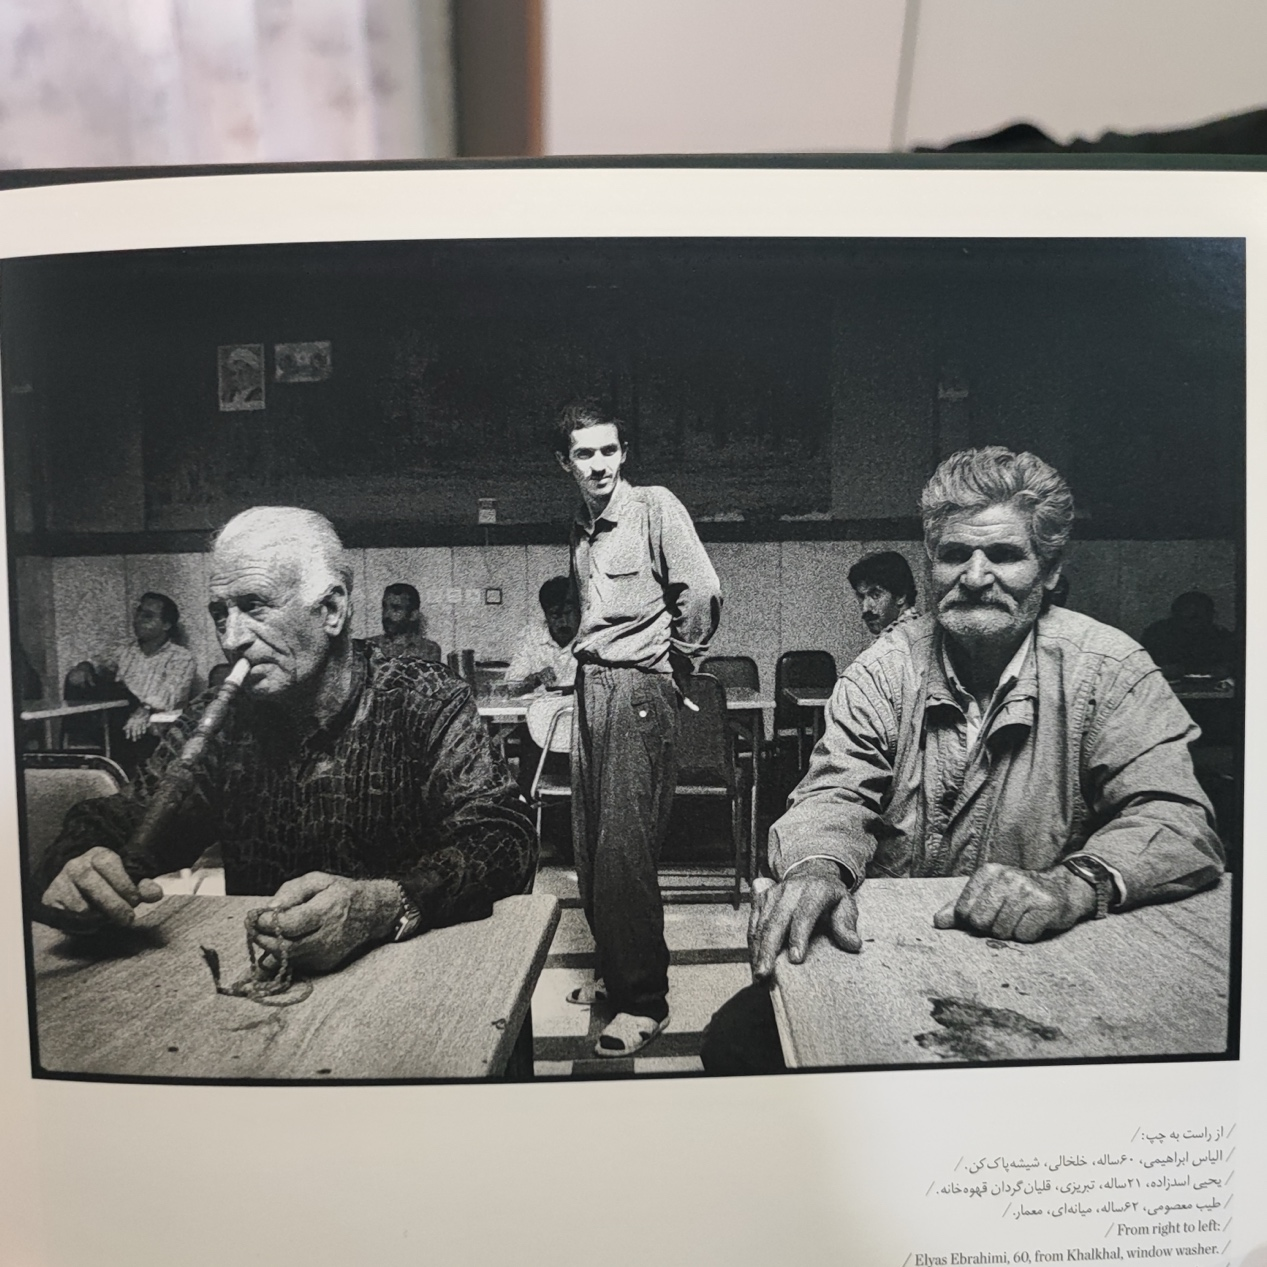 / از راست به چپ: /
/ الیاس ابراهیمی، ۶۰ساله، خلخالی، شیشه‌پاک‌کن. /
/ یحیی اسدزاده، ۲۱ساله، تبریزی، قلیان‌گردان قهوه‌خانه. /
/ طیب معصومی، ۶۲ساله، میانه‌ای، معمار. /
From right to left: /
/ Elyas Ebrahimi, 60, from Khalkhal, window washer. /